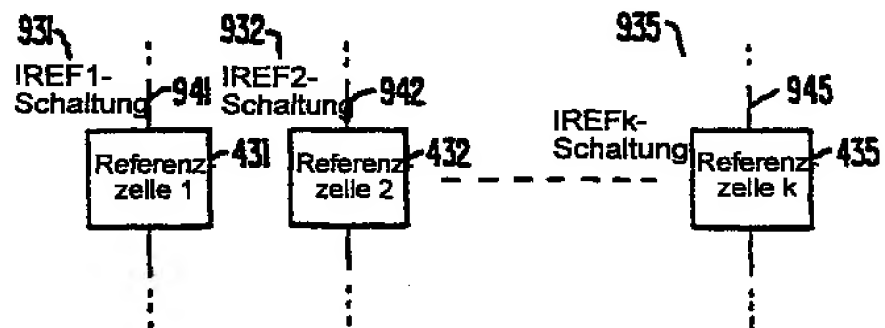 931
IREF1-
Schaltung
941
Referenz
zelle 1
431
932
IREF2-
Schaltung
942
Referenz
zelle 2
432
935
IREFk-
Schaltung
945
Referenz
zelle k
435